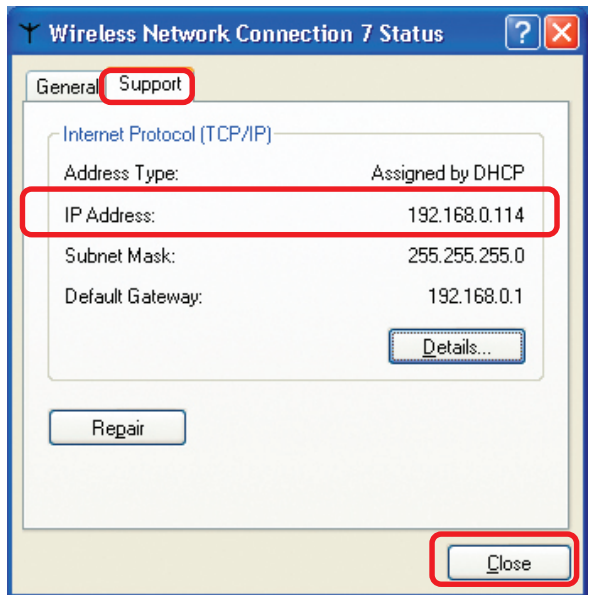 Wireless Network Connection 7 Status
General Support
Internet Protocol (TCP/IP)
Address Type: Assigned by DHCP
IP Address: 192.168.0.114
Subnet Mask: 255.255.255.0
Default Gateway: 192.168.0.1
Details...
Repair
Close